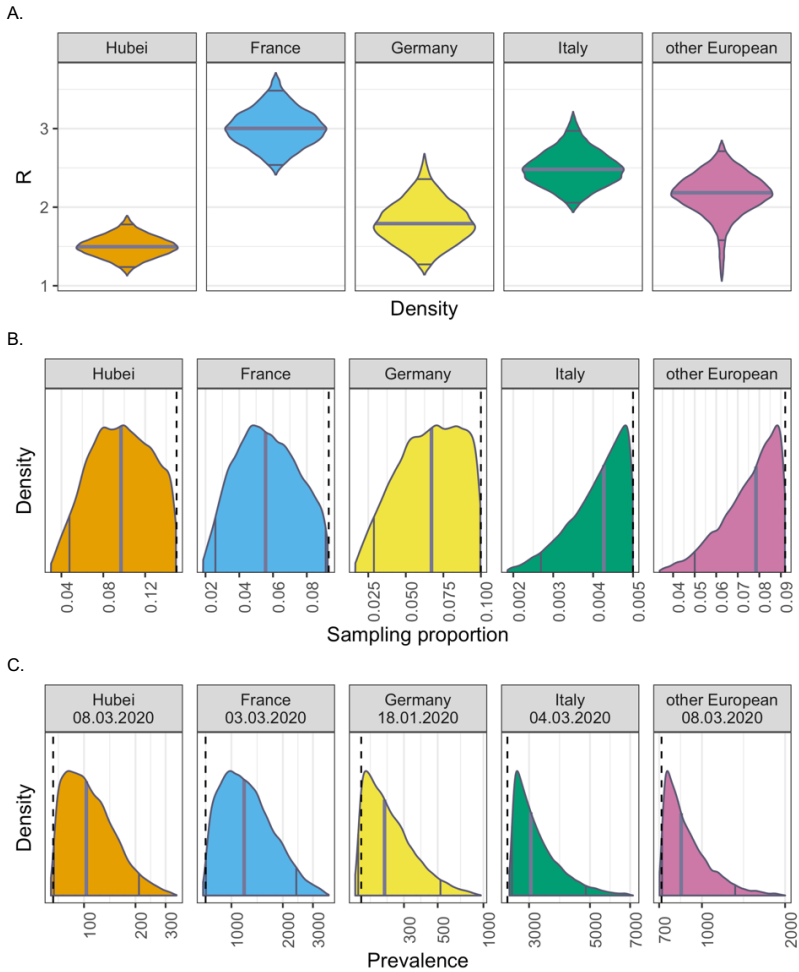 A.
Hubei France Germany Italy other European
3
2
1
R
Density
B.
Hubei France Germany Italy other European
Density
0.04 0.08 0.12 0.02 0.04 0.06 0.08 0.025 0.050 0.075 0.100 0.002 0.003 0.004 0.005 0.04 0.05 0.06 0.07 0.08 0.09
Sampling proportion
C.
Hubei France Germany Italy other European
08.03.2020 03.03.2020 18.01.2020 04.03.2020 08.03.2020
Density
100 200 300 1000 2000 3000 300 500 1000 3000 5000 7000 700 1000 2000
Prevalence